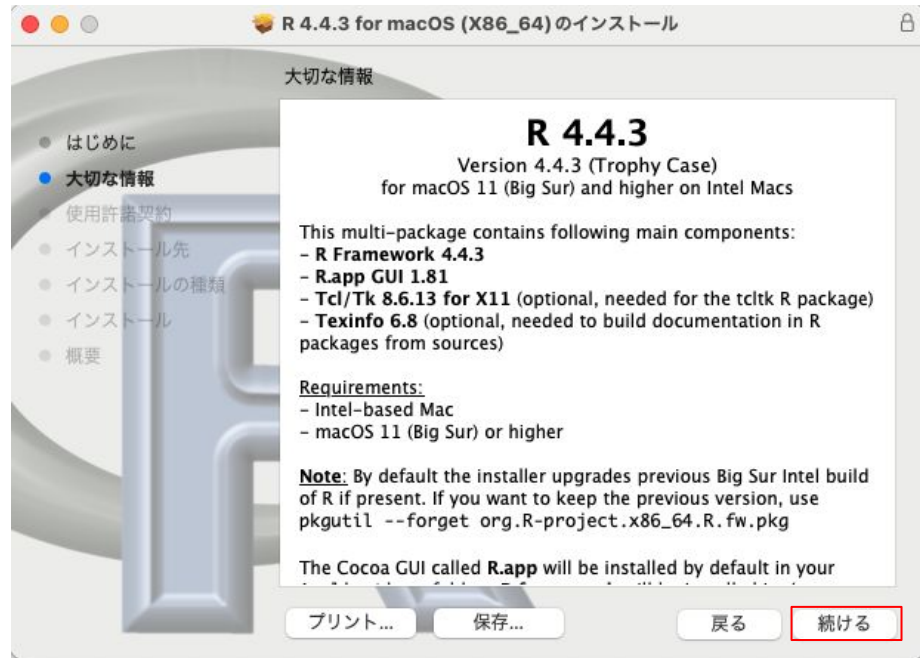 R 4.4.3 for macOS (X86_64)のインストール
大切な情報
はじめに
大切な情報
使用許諾契約
インストール先
インストールの種類
インストール
概要
R 4.4.3
Version 4.4.3 (Trophy Case)
for macOS 11 (Big Sur) and higher on Intel Macs
This multi-package contains following main components:
– R Framework 4.4.3
– R.app GUI 1.81
– Tcl/Tk 8.6.13 for X11 (optional, needed for the tcltk R package)
– Texinfo 6.8 (optional, needed to build documentation in R
packages from sources)
Requirements:
– Intel-based Mac
– macOS 11 (Big Sur) or higher
Note: By default the installer upgrades previous Big Sur Intel build
of R if present. If you want to keep the previous version, use
pkgutil --forget org.R-project.x86_64.R.fw.pkg
The Cocoa GUI called R.app will be installed by default in your
プリント... 保存... 戻る 続ける